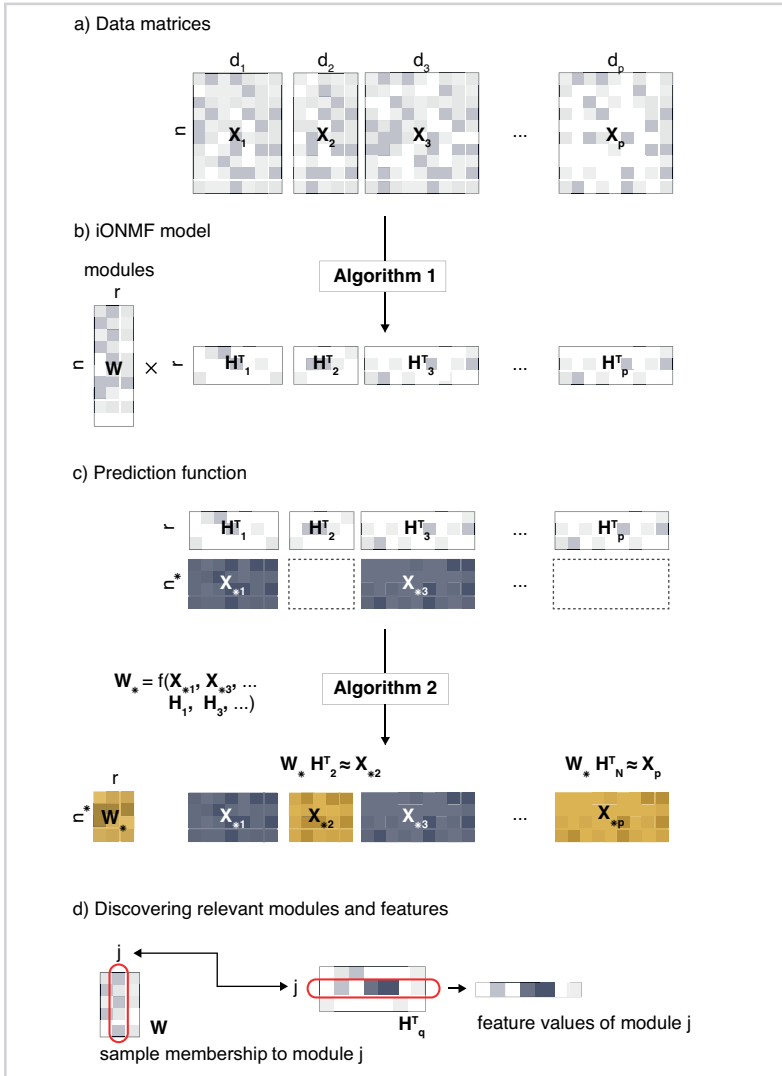 a) Data matrices
d1 d2 d3 dp
n X1 X2 X3 ... Xp
b) iONMF model
modules
Algorithm 1
r
n W × r HT1 HT2 HT3 ... HTp
c) Prediction function
r HT1 HT2 HT3 ... HTp
n* X*1 X*3 ...
W* = f(X*1, X*3, ...
H1, H3, ...)
Algorithm 2
W* HT2 ≈ X*2 W* HTN ≈ Xp
r
n* W* X*1 X*2 X*3 ... X*p
d) Discovering relevant modules and features
j
j
W
HTq
feature values of module j
sample membership to module j